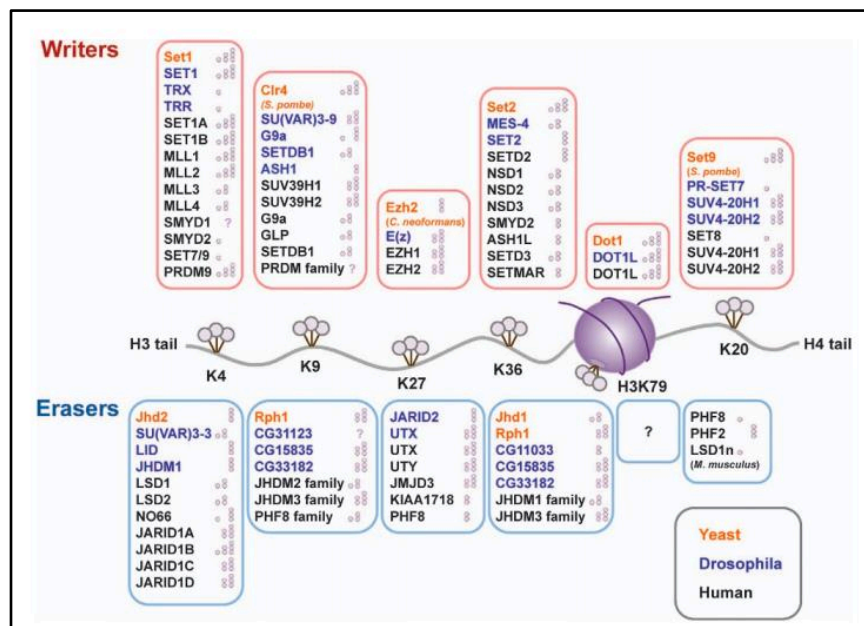 Writers
Set1
SET1
TRX
TRR
SET1A
SET1B
MLL1
MLL2
MLL3
MLL4
SMYD1 ?
SMYD2
SET7/9
PRDM9
Clr4
(S. pombe)
SU(VAR)3-9
G9a
SETDB1
ASH1
SUV39H1
SUV39H2
G9a
GLP
SETDB1
PRDM family ?
Ezh2
(C. neoformans)
E(z)
EZH1
EZH2
Set2
MES-4
SET2
SETD2
NSD1
NSD2
NSD3
SMYD2
ASH1L
SETD3
SETMAR
Dot1
DOT1L
DOT1L
Set9
(S. pombe)
PR-SET7
SUV4-20H1
SUV4-20H2
SET8
SUV4-20H1
SUV4-20H2
H3 tail
K4
K9
K27
K36
H3K79
K20
H4 tail
Erasers
Jhd2
SU(VAR)3-3
LID
JHDM1
LSD1
LSD2
NO66
JARID1A
JARID1B
JARID1C
JARID1D
Rph1
CG31123 ?
CG15835
CG33182
JHDM2 family
JHDM3 family
PHF8 family
JARID2
UTX
UTX
UTY
JMJD3
KIAA1718
PHF8
Jhd1
Rph1
CG11033
CG15835
CG33182
JHDM1 family
JHDM3 family
?
PHF8
PHF2
LSD1n
(M. musculus)
Yeast
Drosophila
Human